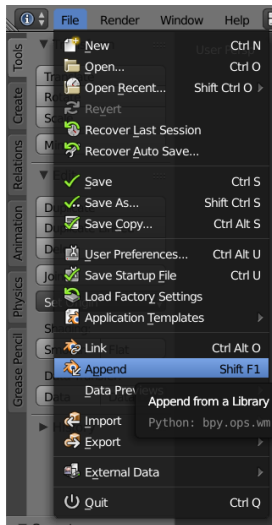 File Render Window Help
New Ctrl N
Open... Ctrl O
Open Recent... Shift Ctrl O
Revert
Recover Last Session
Recover Auto Save...
Save Ctrl S
Save As... Shift Ctrl S
Save Copy... Ctrl Alt S
User Preferences... Ctrl Alt U
Save Startup File Ctrl U
Load Factory Settings
Application Templates
Link Ctrl Alt O
Append Shift F1
Data Previews
Append from a Library
Python: bpy.ops.wm
Import
Export
External Data
Quit Ctrl Q
Tools
Create
Relations
Animation
Physics
Grease Pencil